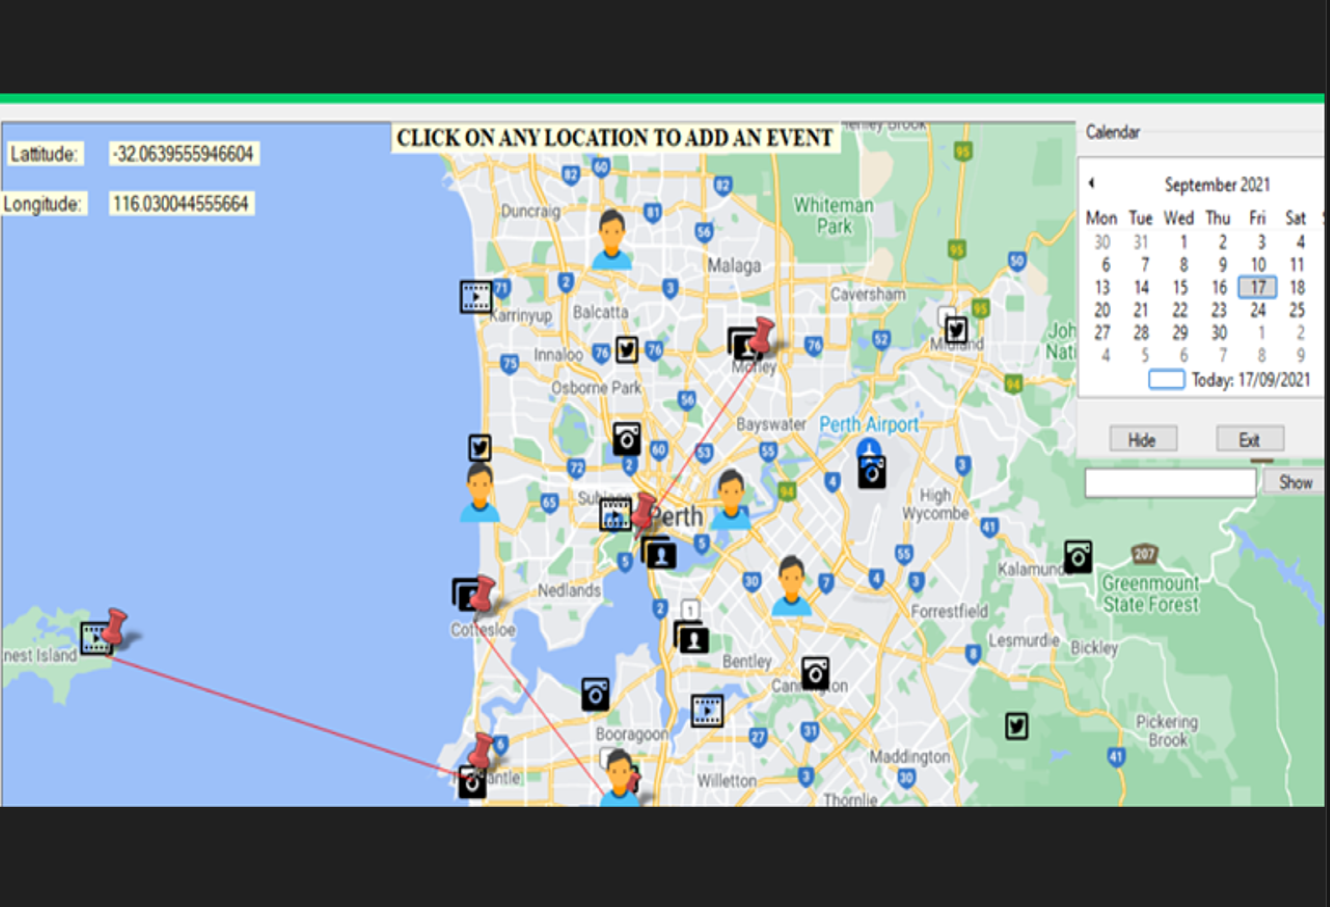 CLICK ON ANY LOCATION TO ADD AN EVENT
Lattitude: -32.0639555946604
Longitude: 116.030044555664
Calendar
September 2021
Mon Tue Wed Thu Fri Sat
30 31 1 2 3 4
6 7 8 9 10 11
13 14 15 16 17 18
20 21 22 23 24 25
27 28 29 30 1 2
4 5 6 7 8 9
Today: 17/09/2021
Hide Exit
Show
95
82 60 82
Duncraig 81
56
Whiteman
Park
95
50
Malaga
71 2 3
Caversham
95
Karrinyup Balcatta
Innaloo 76 76
76 52
Midland
75
Morley
Osborne Park
94
56
Bayswater Perth Airport
60 53 55
72 2
4 3
65 94
High
Wycombe
Perth
41
5 5
55
207
Kalamund
Greenmount
State Forest
Nedlands
30 7 4 3
2 1
Forrestfield
Cottesloe
nest Island
Lesmurdie Bickley
8
Bentley
Cannington
Pickering
Brook
Booragoon
6 27 31
41
Maddington
antle
Willetton 3 30
Thornlie